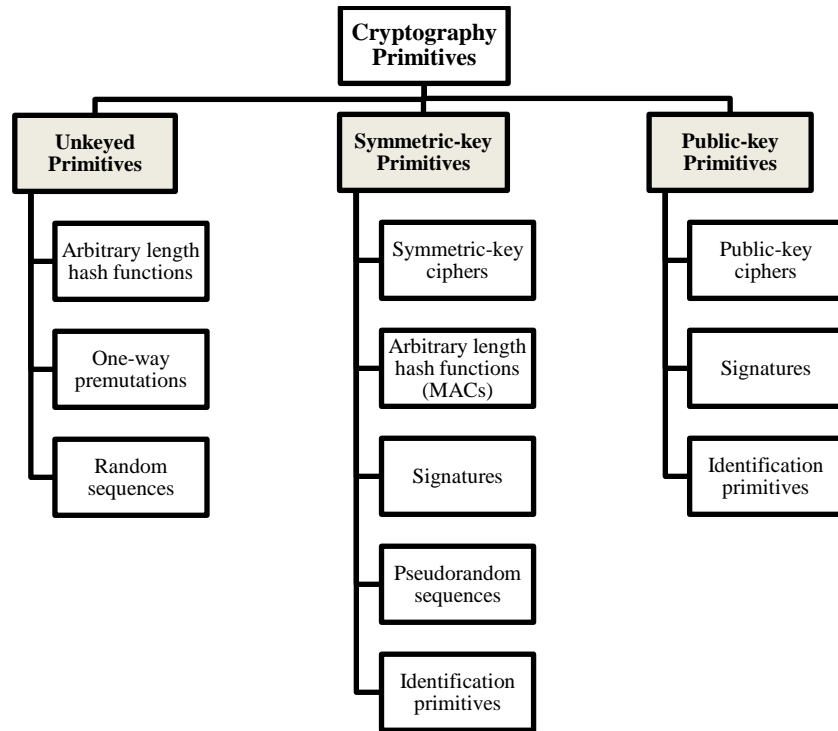 Cryptography
Primitives
Unkeyed
Primitives
Arbitrary length
hash functions
One-way
premutations
Random
sequences
Symmetric-key
Primitives
Symmetric-key
ciphers
Arbitrary length
hash functions
(MACs)
Signatures
Pseudorandom
sequences
Identification
primitives
Public-key
Primitives
Public-key
ciphers
Signatures
Identification
primitives